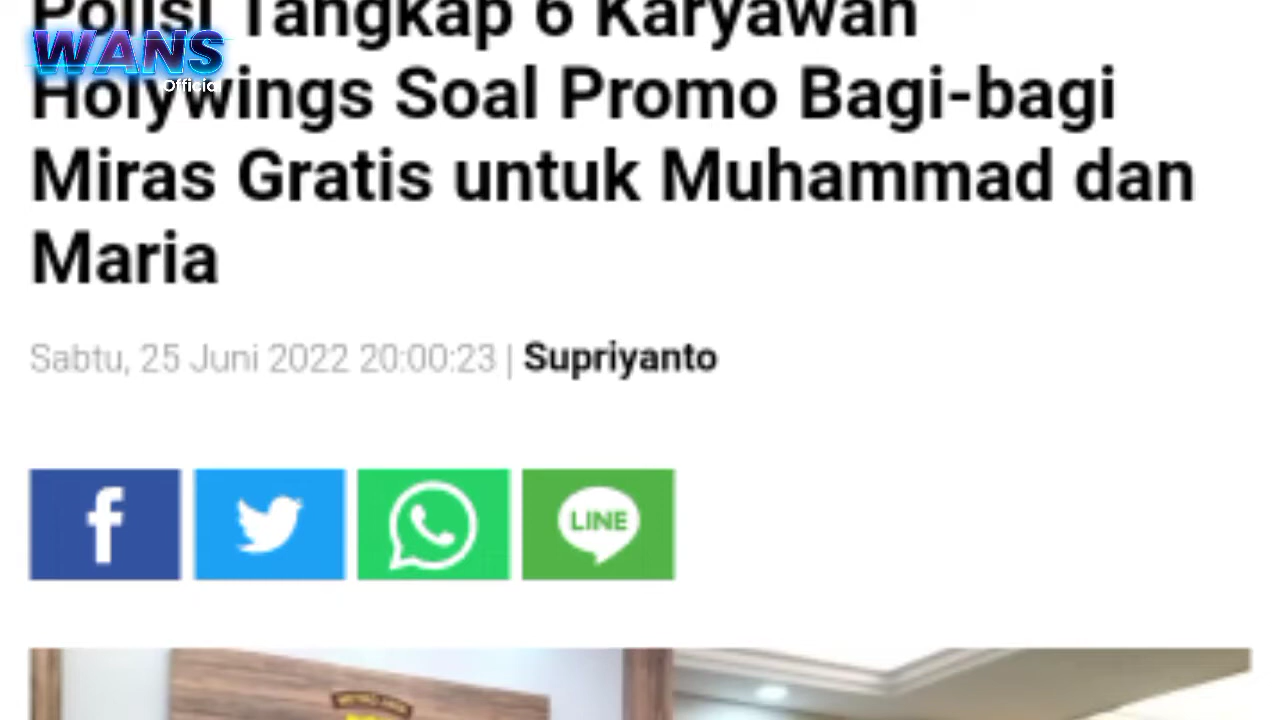 Polisi Tangkap 6 Karyawan
WANS
Official
Holywings Soal Promo Bagi-bagi
Miras Gratis untuk Muhammad dan
Maria
Sabtu, 25 Juni 2022 20:00:23 | Supriyanto
LINE